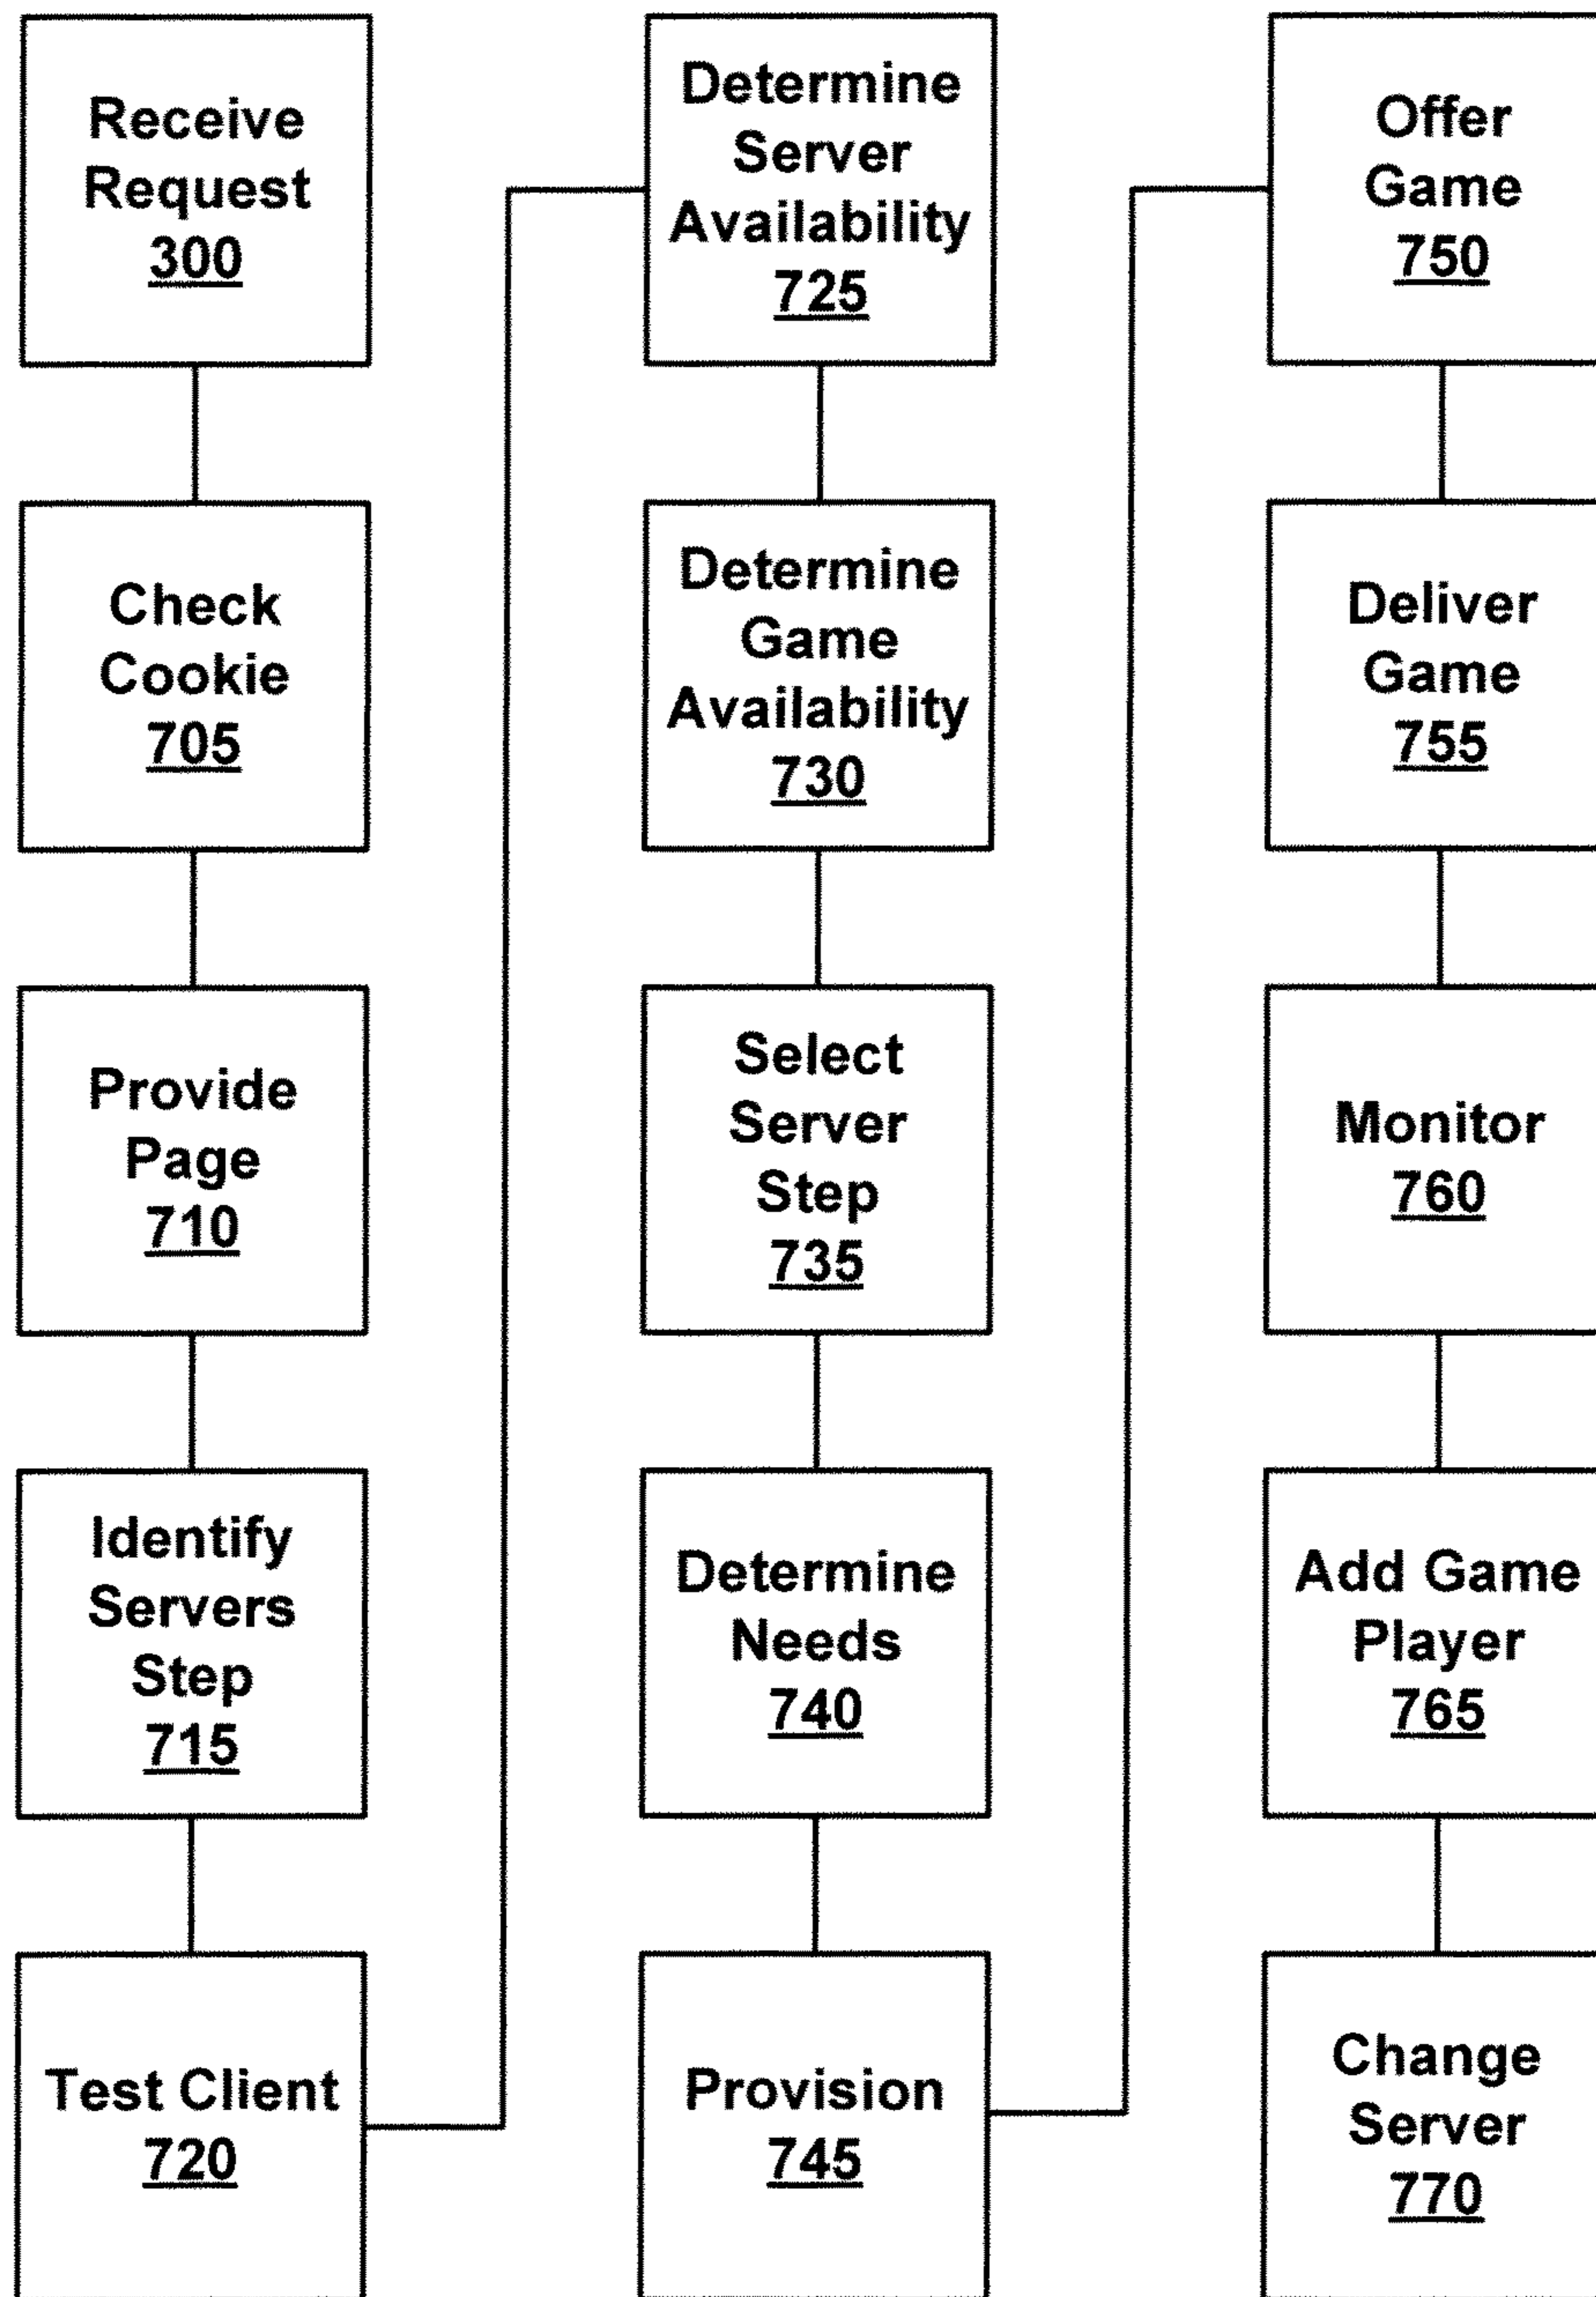 Receive
Request
300
Check
Cookie
705
Provide
Page
710
Identify
Servers
Step
715
Test Client
720
Determine
Server
Availability
725
Determine
Game
Availability
730
Select
Server
Step
735
Determine
Needs
740
Provision
745
Offer
Game
750
Deliver
Game
755
Monitor
760
Add Game
Player
765
Change
Server
770